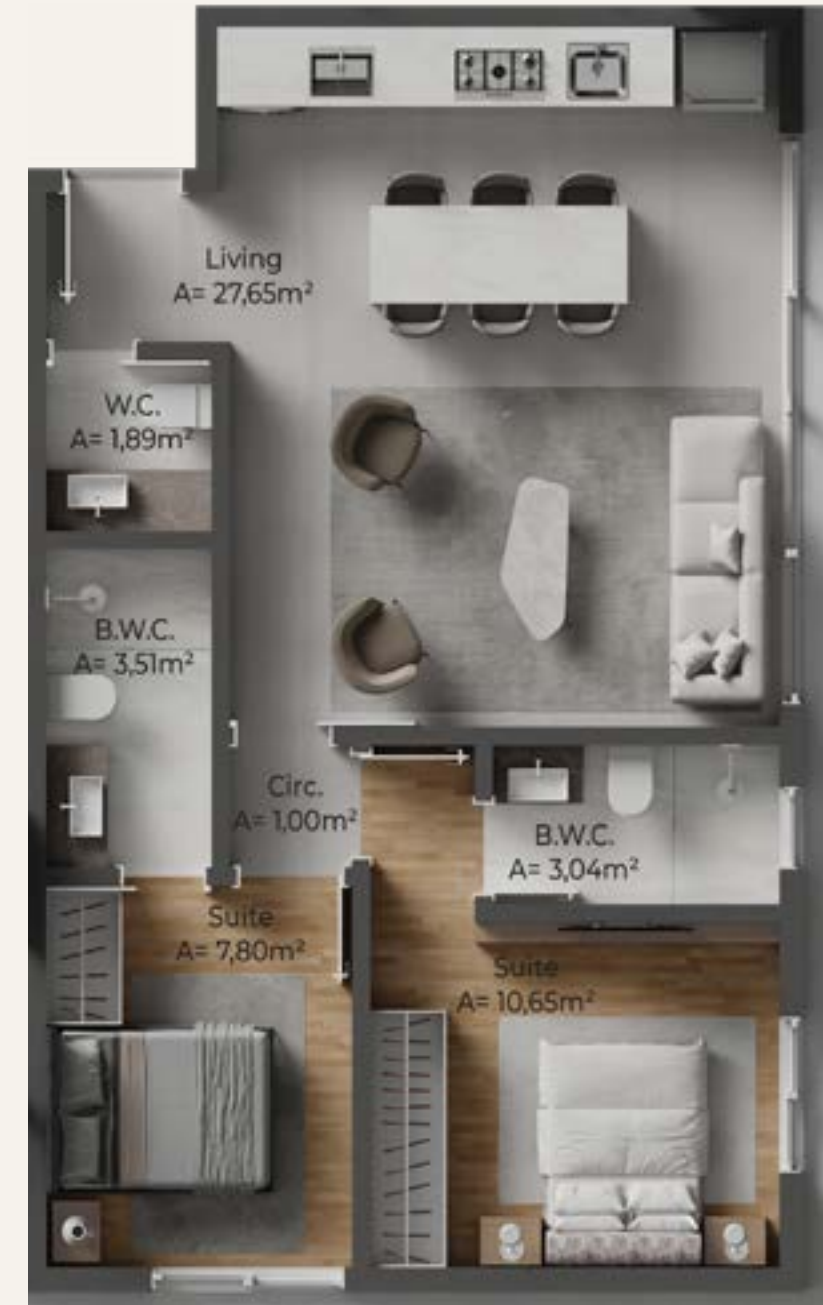 Living
A= 27,65m²
W.C.
A= 1,89m²
B.W.C.
A= 3,51m²
Circ.
A= 1,00m²
B.W.C.
A= 3,04m²
Suite
A= 7,80m²
Suite
A= 10,65m²